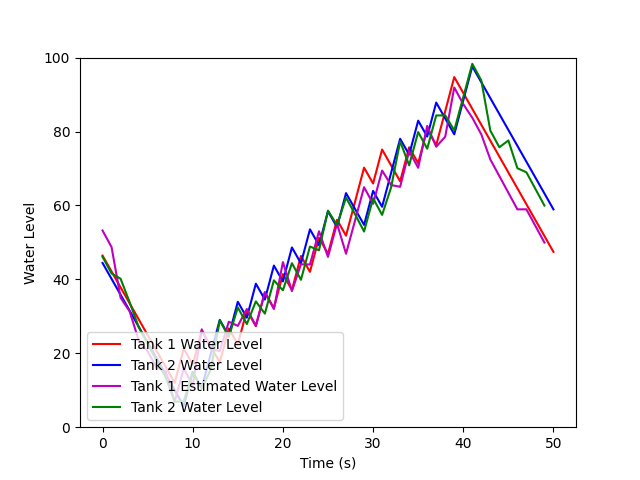 100
80
60
40
20
0
Water Level
Tank 1 Water Level
Tank 2 Water Level
Tank 1 Estimated Water Level
Tank 2 Water Level
0 10 20 30 40 50
Time (s)